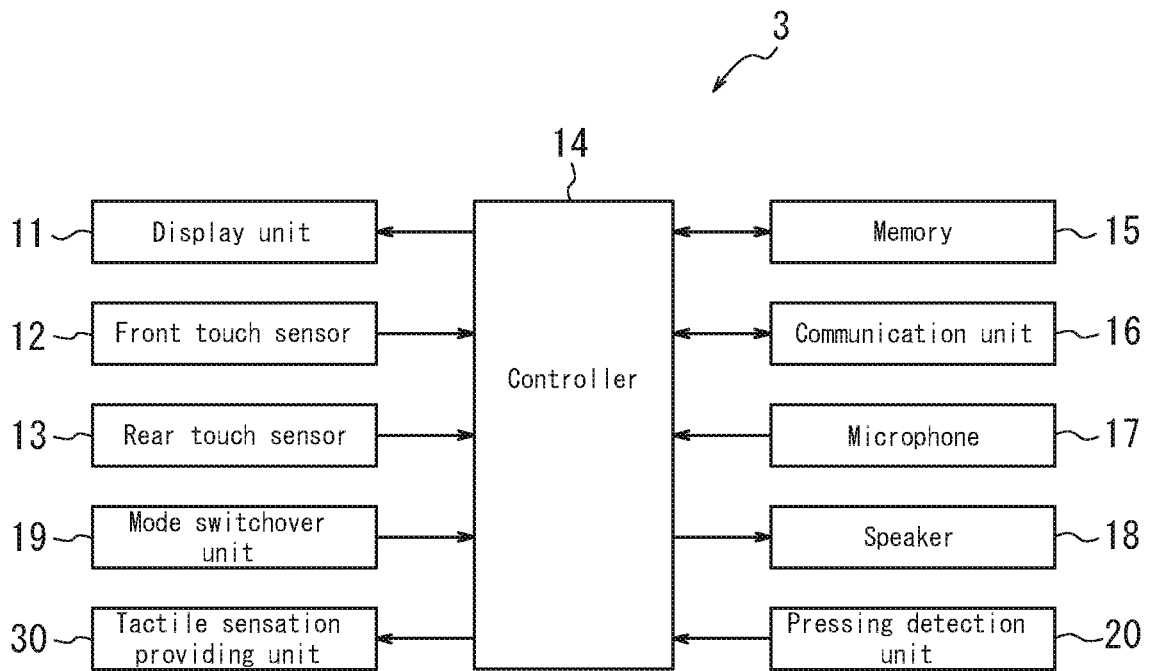 3
14
11 Display unit Memory 15
12 Front touch sensor Communication unit 16
Controller
13 Rear touch sensor Microphone 17
19 Mode switchover unit Speaker 18
30 Tactile sensation providing unit Pressing detection unit 20